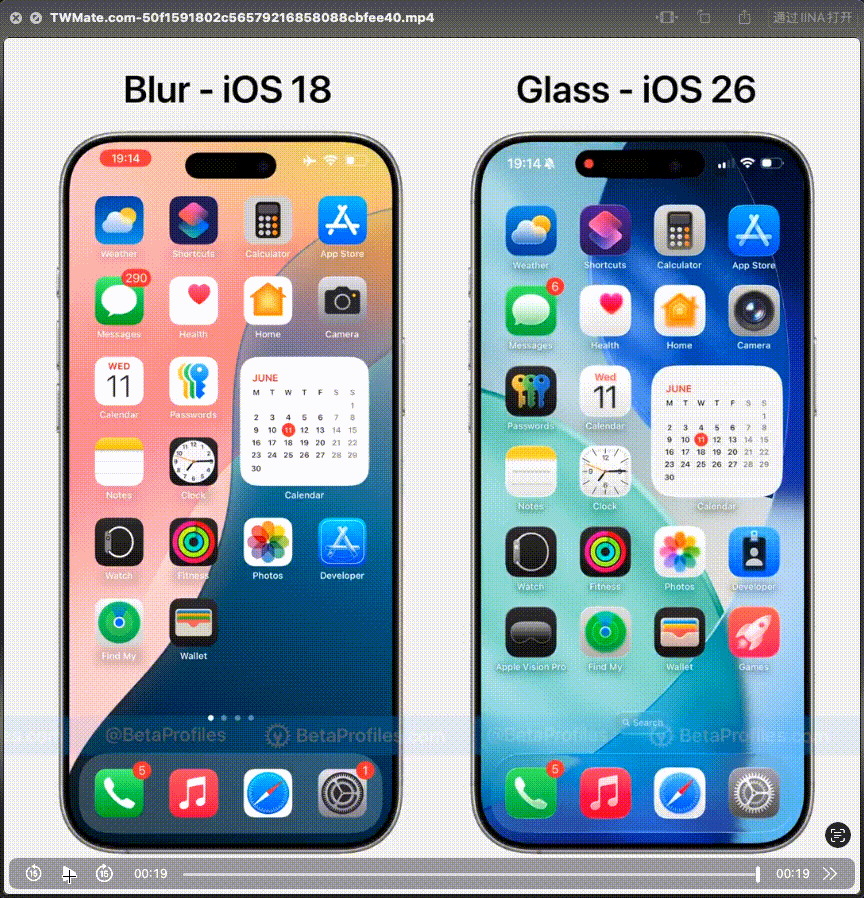 TWMate.com-50f1591802c56579216858088cbfee40.mp4
通过 IINA 打开
Blur - iOS 18
Glass - iOS 26
19:14
Weather
Shortcuts
Calculator
App Store
290
Messages
Health
Home
Camera
WED
11
Calendar
Passwords
JUNE
M T W T F S S
1
2 3 4 5 6 7 8
9 10 11 12 13 14 15
16 17 18 19 20 21 22
23 24 25 26 27 28 29
30
Notes
Clock
Calendar
Watch
Fitness
Photos
Developer
Find My
Wallet
@BetaProfiles
BetaProfiles.com
5
1
19:14
Weather
Shortcuts
Calculator
App Store
6
Messages
Health
Home
Camera
Passwords
Wed
11
Calendar
JUNE
M T W T F S S
1
2 3 4 5 6 7 8
9 10 11 12 13 14 15
16 17 18 19 20 21 22
23 24 25 26 27 28 29
30
Notes
12
Clock
Calendar
Watch
Fitness
Photos
Developer
Apple Vision Pro
Find My
Wallet
Games
Search
@BetaProfiles
BetaProfiles.com
5
15
15
00:19
00:19